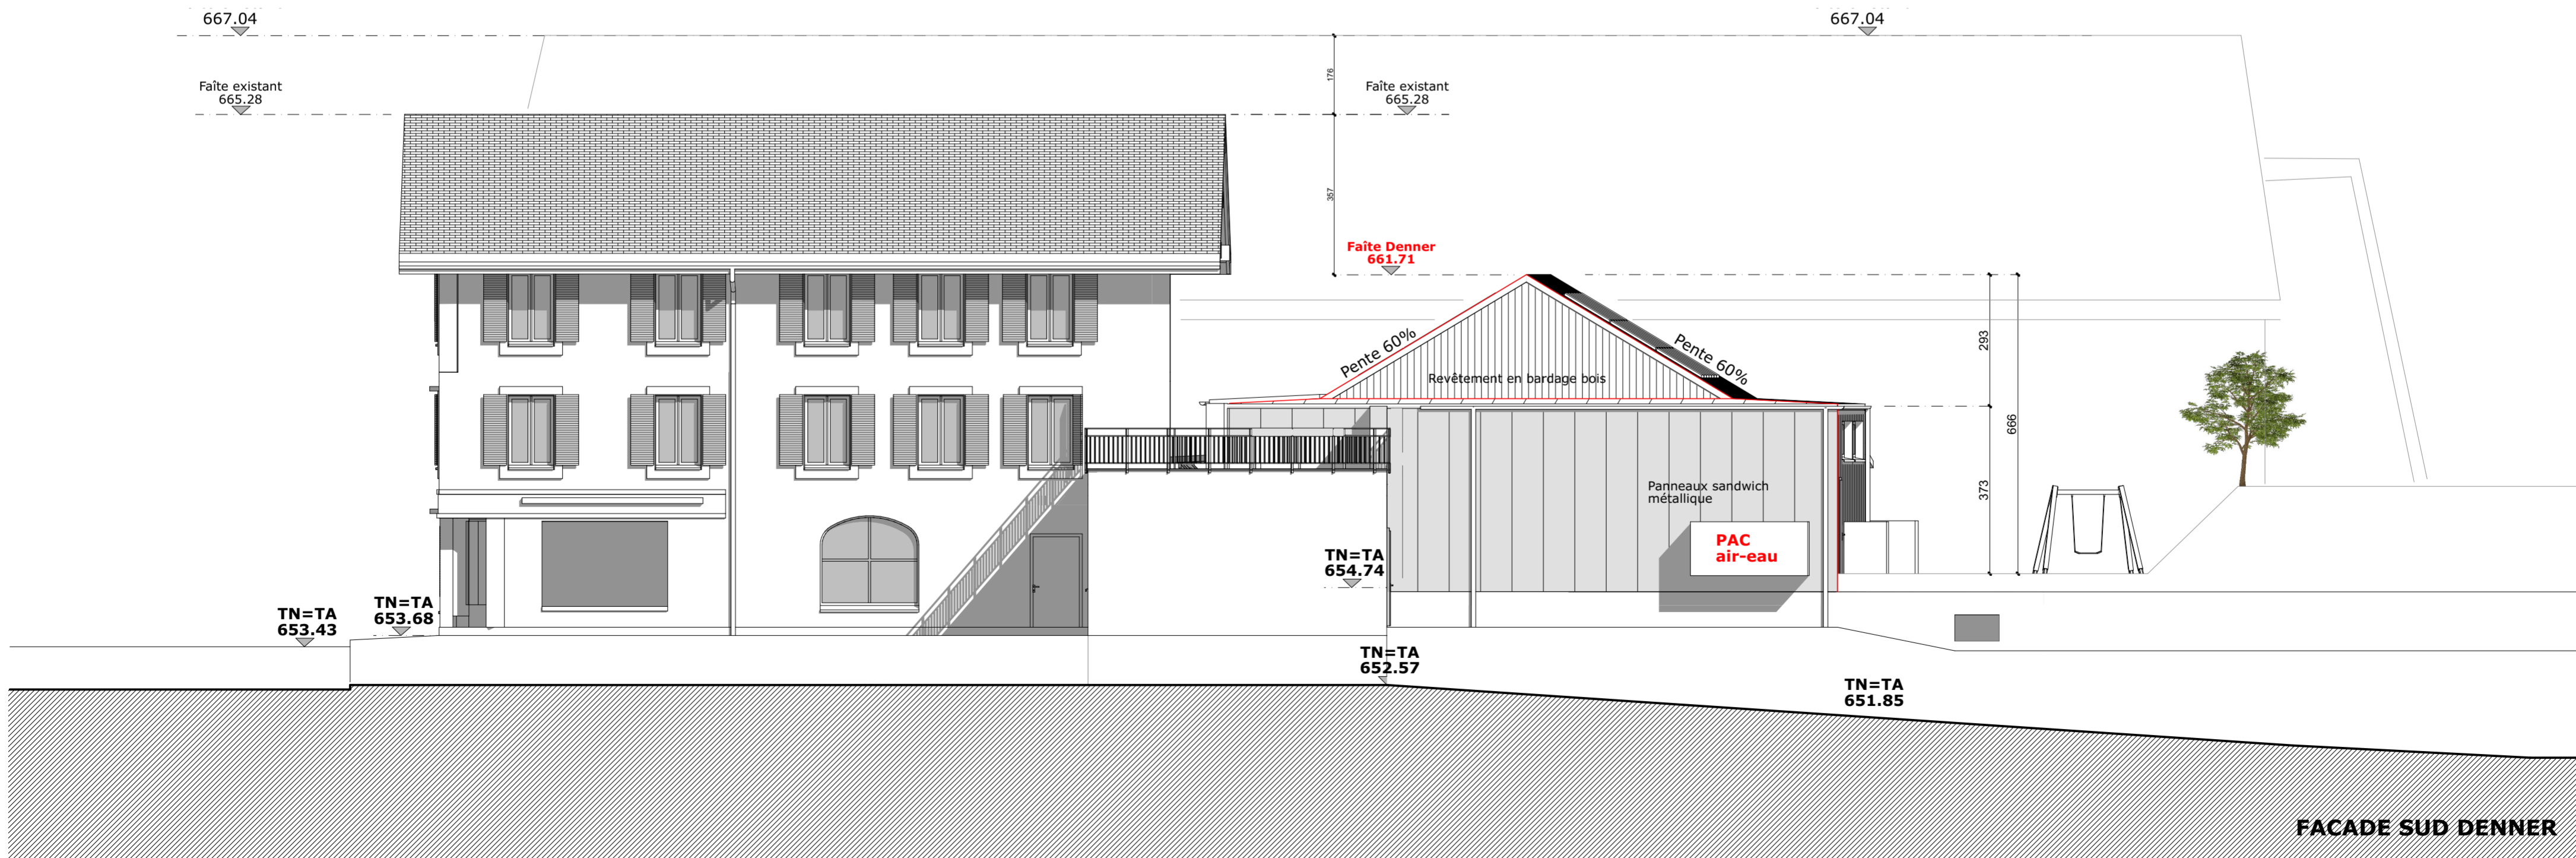 667.04
667.04
176
Faîte existant
665.28
Faîte existant
665.28
357
Faîte Denner
661.71
Pente 60%
Pente 60%
293
Revêtement en bardage bois
666
Panneaux sandwich
métallique
373
PAC
air-eau
TN=TA
654.74
TN=TA
653.68
TN=TA
653.43
TN=TA
652.57
TN=TA
651.85
FACADE SUD DENNER